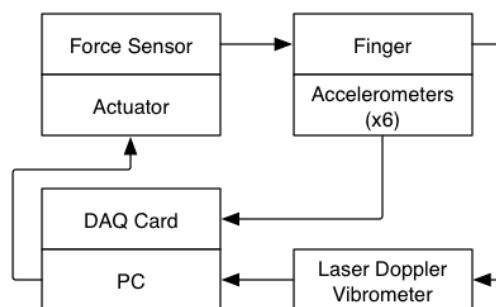 Force Sensor
Actuator
Finger
Accelerometers
(x6)
DAQ Card
PC
Laser Doppler
Vibrometer